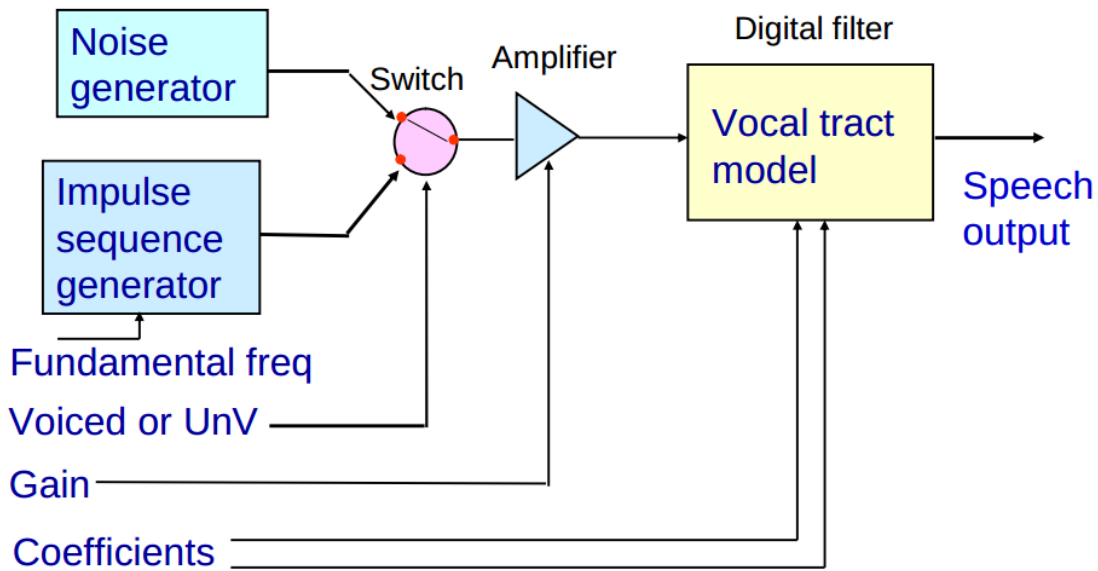 Noise
generator
Switch
Amplifier
Digital filter
Vocal tract
model
Impulse
sequence
generator
Speech
output
Fundamental freq
Voiced or UnV
Gain
Coefficients